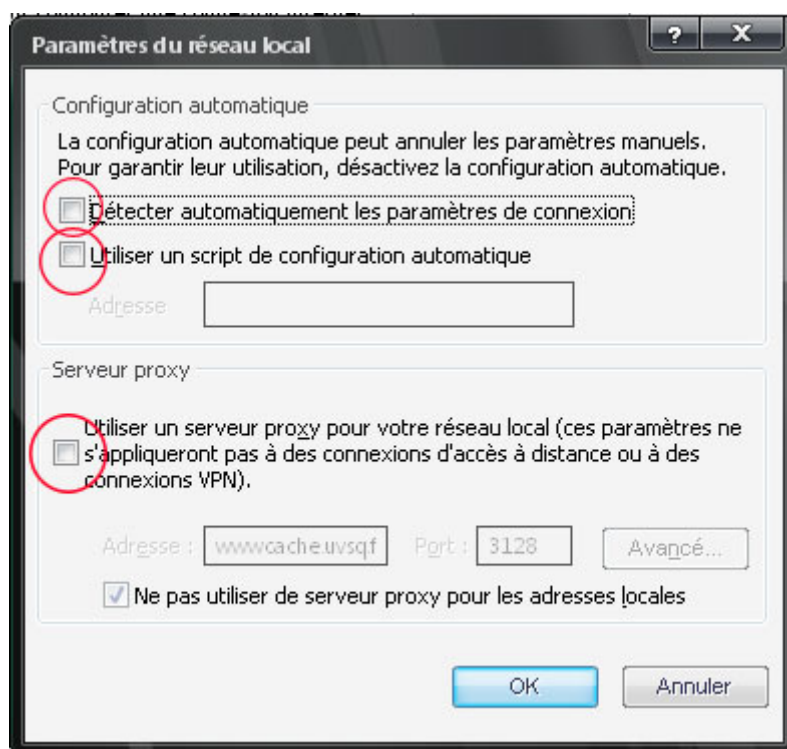 Paramètres du réseau local
? X
Configuration automatique
La configuration automatique peut annuler les paramètres manuels.
Pour garantir leur utilisation, désactivez la configuration automatique.
Détecter automatiquement les paramètres de connexion
Utiliser un script de configuration automatique
Adresse
Serveur proxy
Utiliser un serveur proxy pour votre réseau local (ces paramètres ne
s'appliqueront pas à des connexions d'accès à distance ou à des
connexions VPN).
Adresse : wwwcache.uvsq.f Port : 3128 Avancé...
Ne pas utiliser de serveur proxy pour les adresses locales
OK Annuler